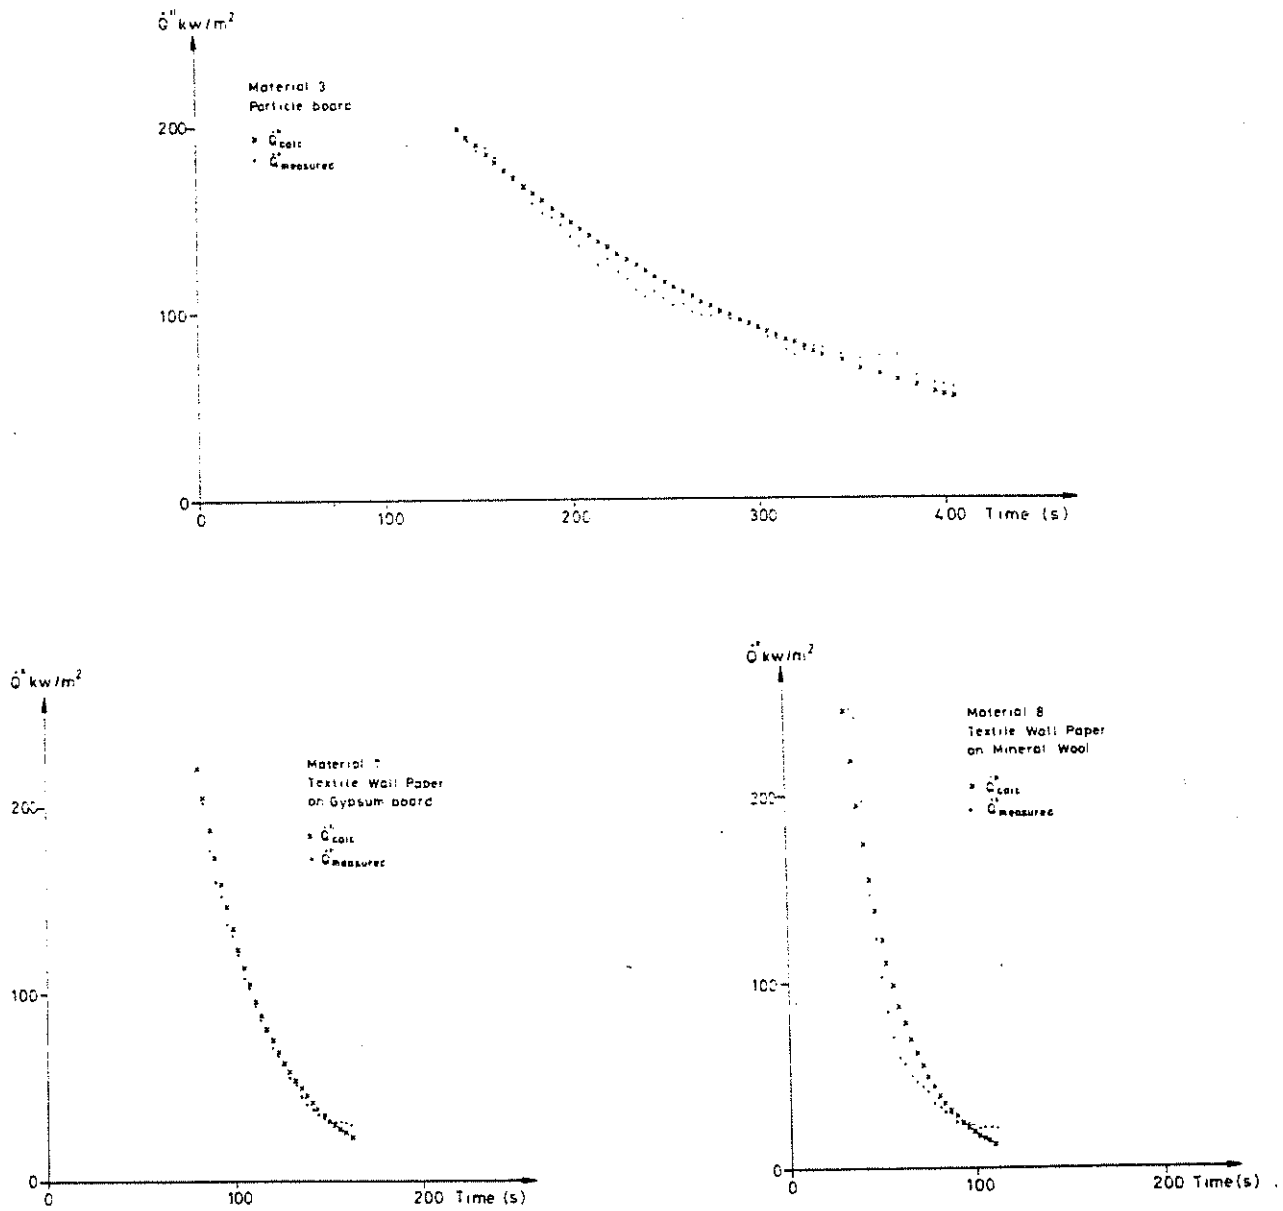 Q̇" kw/m²
Material 3
Particle board
× Q̇"calc
· Q̇"measured
200
100
0
0 100 200 300 400 Time (s)
Q̇" kw/m²
Material 7
Textile Wall Paper
on Gypsum board
× Q̇"calc
· Q̇"measured
200
100
0
0 100 200 Time (s)
Q̇" kw/m²
Material 8
Textile Wall Paper
on Mineral Wool
× Q̇"calc
· Q̇"measured
200
100
0
0 100 200 Time(s)